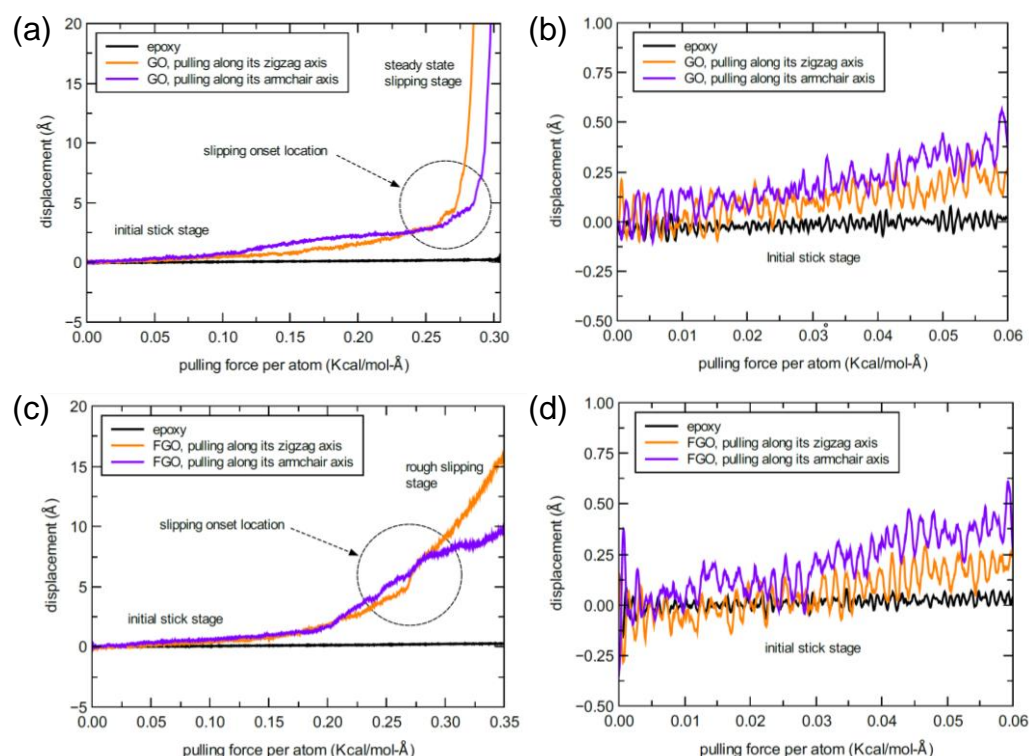 (a)
20
15
10
5
0
−5
displacement (Å)
epoxy
GO, pulling along its zigzag axis
GO, pulling along its armchair axis
steady state
slipping stage
slipping onset location
initial stick stage
0.00 0.05 0.10 0.15 0.20 0.25 0.30
pulling force per atom (Kcal/mol-Å)
(b)
1.00
0.75
0.50
0.25
0.00
−0.25
−0.50
displacement (Å)
epoxy
GO, pulling along its zigzag axis
GO, pulling along its armchair axis
Initial stick stage
0.00 0.01 0.02 0.03 0.04 0.05 0.06
pulling force per atom (Kcal/mol-Å)
(c)
20
15
10
5
0
−5
displacement (Å)
epoxy
FGO, pulling along its zigzag axis
FGO, pulling along its armchair axis
rough slipping
stage
slipping onset location
initial stick stage
0.00 0.05 0.10 0.15 0.20 0.25 0.30 0.35
pulling force per atom (Kcal/mol-Å)
(d)
1.00
0.75
0.50
0.25
0.00
−0.25
−0.50
displacement (Å)
epoxy
FGO, pulling along its zigzag axis
FGO, pulling along its armchair axis
initial stick stage
0.00 0.01 0.02 0.03 0.04 0.05 0.06
pulling force per atom (Kcal/mol-Å)